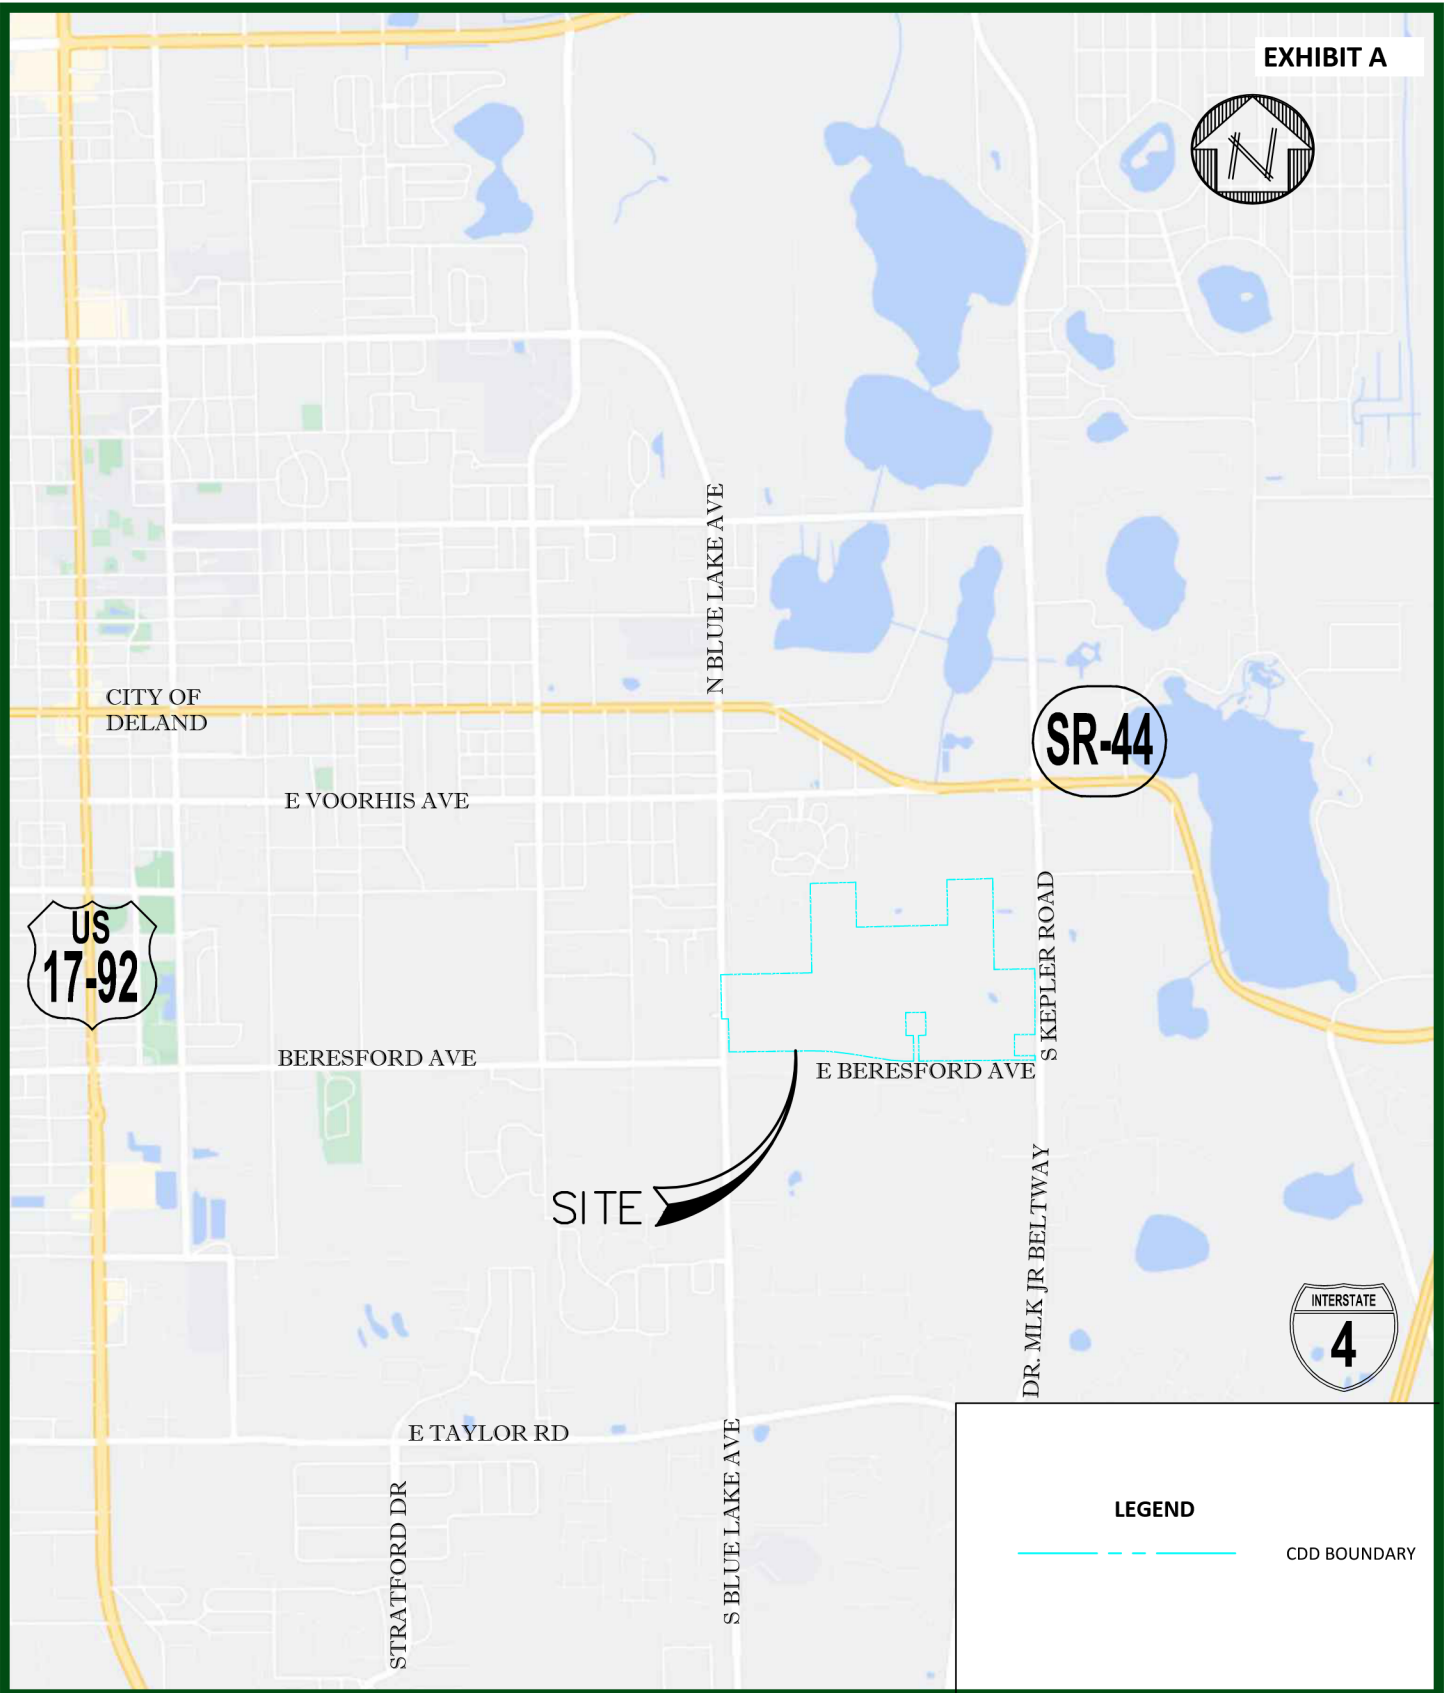 EXHIBIT A
N
N BLUE LAKE AVE
CITY OF
DELAND
SR-44
E VOORHIS AVE
US
17-92
S KEPLER ROAD
BERESFORD AVE
E BERESFORD AVE
SITE
DR. MLK JR BELTWAY
INTERSTATE
4
E TAYLOR RD
STRATFORD DR
S BLUE LAKE AVE
LEGEND
CDD BOUNDARY